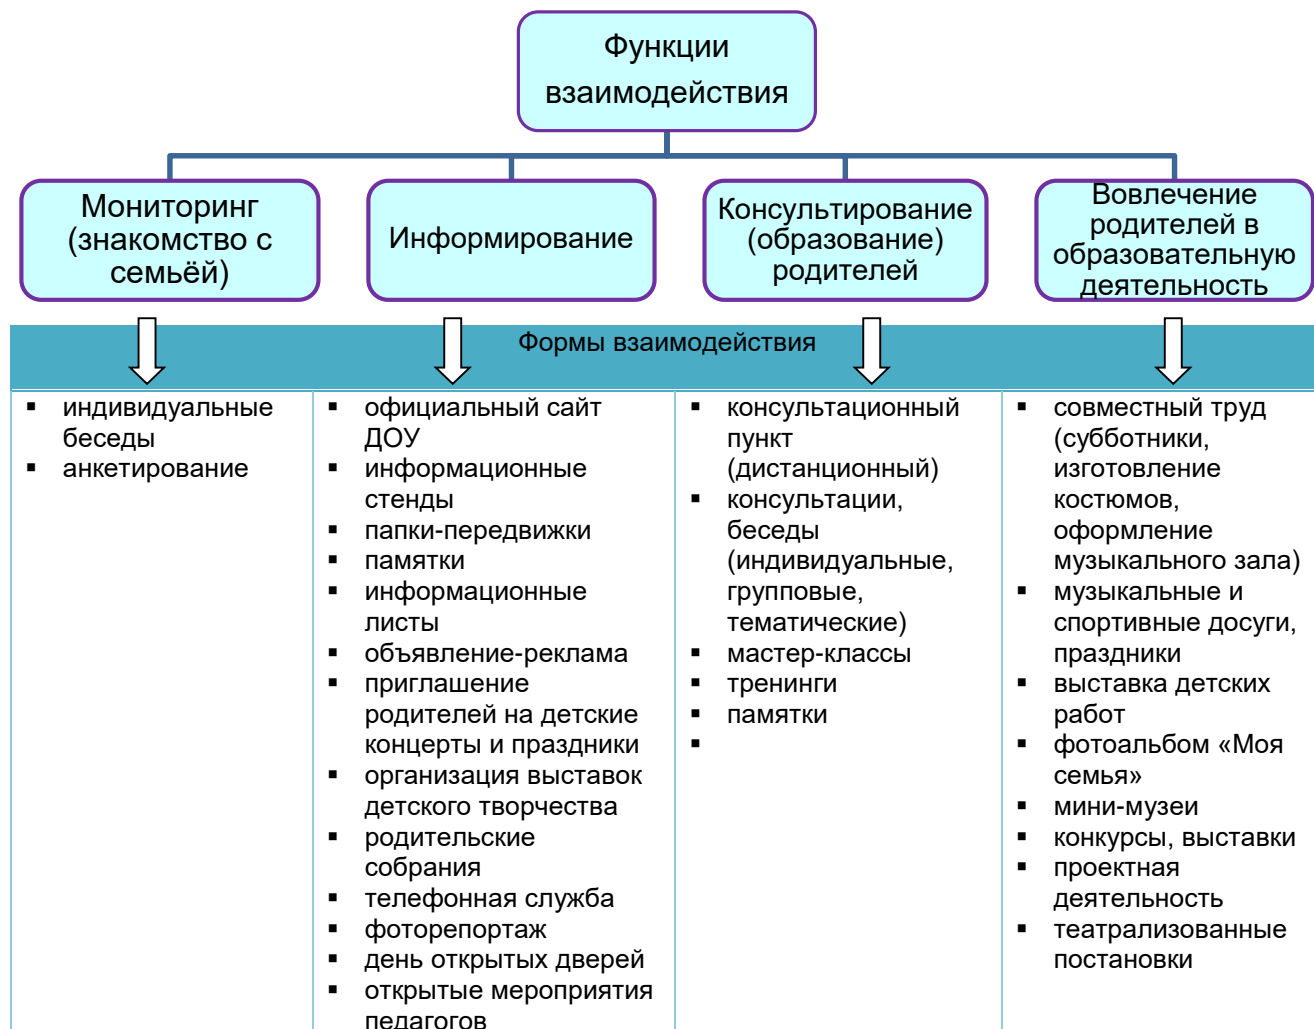 Функции
взаимодействия
Мониторинг
(знакомство с
семьёй)
Информирование
Консультирование
(образование)
родителей
Вовлечение
родителей в
образовательную
деятельность
Формы взаимодействия
▪ индивидуальные
беседы
▪ анкетирование
▪ официальный сайт
ДОУ
▪ информационные
стенды
▪ папки-передвижки
▪ памятки
▪ информационные
листы
▪ объявление-реклама
▪ приглашение
родителей на детские
концерты и праздники
▪ организация выставок
детского творчества
▪ родительские
собрания
▪ телефонная служба
▪ фоторепортаж
▪ день открытых дверей
▪ открытые мероприятия
педагогов
▪ консультационный
пункт
(дистанционный)
▪ консультации,
беседы
(индивидуальные,
групповые,
тематические)
▪ мастер-классы
▪ тренинги
▪ памятки
▪
▪ совместный труд
(субботники,
изготовление
костюмов,
оформление
музыкального зала)
▪ музыкальные и
спортивные досуги,
праздники
▪ выставка детских
работ
▪ фотоальбом «Моя
семья»
▪ мини-музеи
▪ конкурсы, выставки
▪ проектная
деятельность
▪ театрализованные
постановки